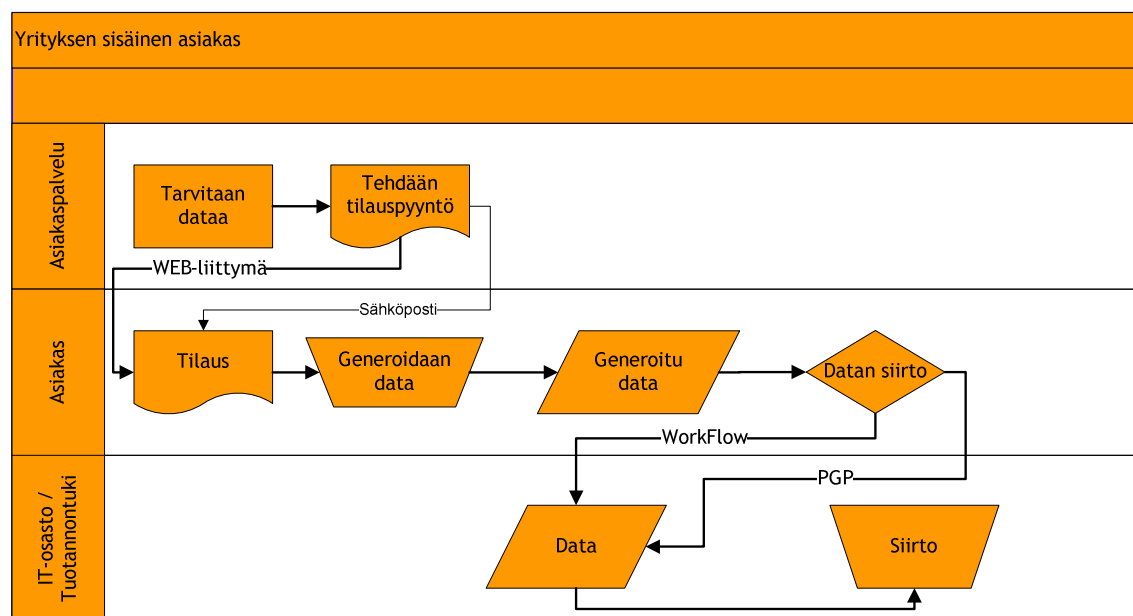 Yrityksen sisäinen asiakas
Asiakaspalvelu
Tarvitaan
dataa
Tehdään
tilauspyyntö
WEB-liittymä
Sähköposti
Asiakas
Tilaus
Generoidaan
data
Generoitu
data
Datan siirto
WorkFlow
PGP
IT-osasto /
Tuotannontuki
Data
Siirto